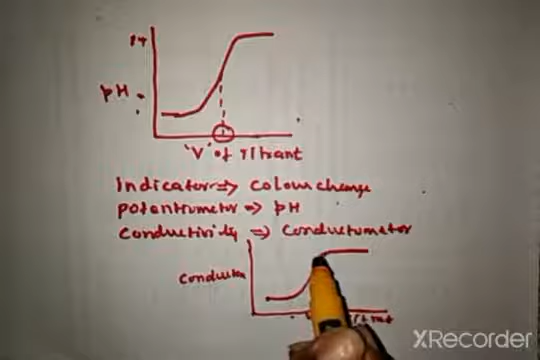 14
pH
'V' of Titrant
Indicator ⇒ Colour change
potentiometer → pH
Conductivity ⇒ Conductometer
XRecorder